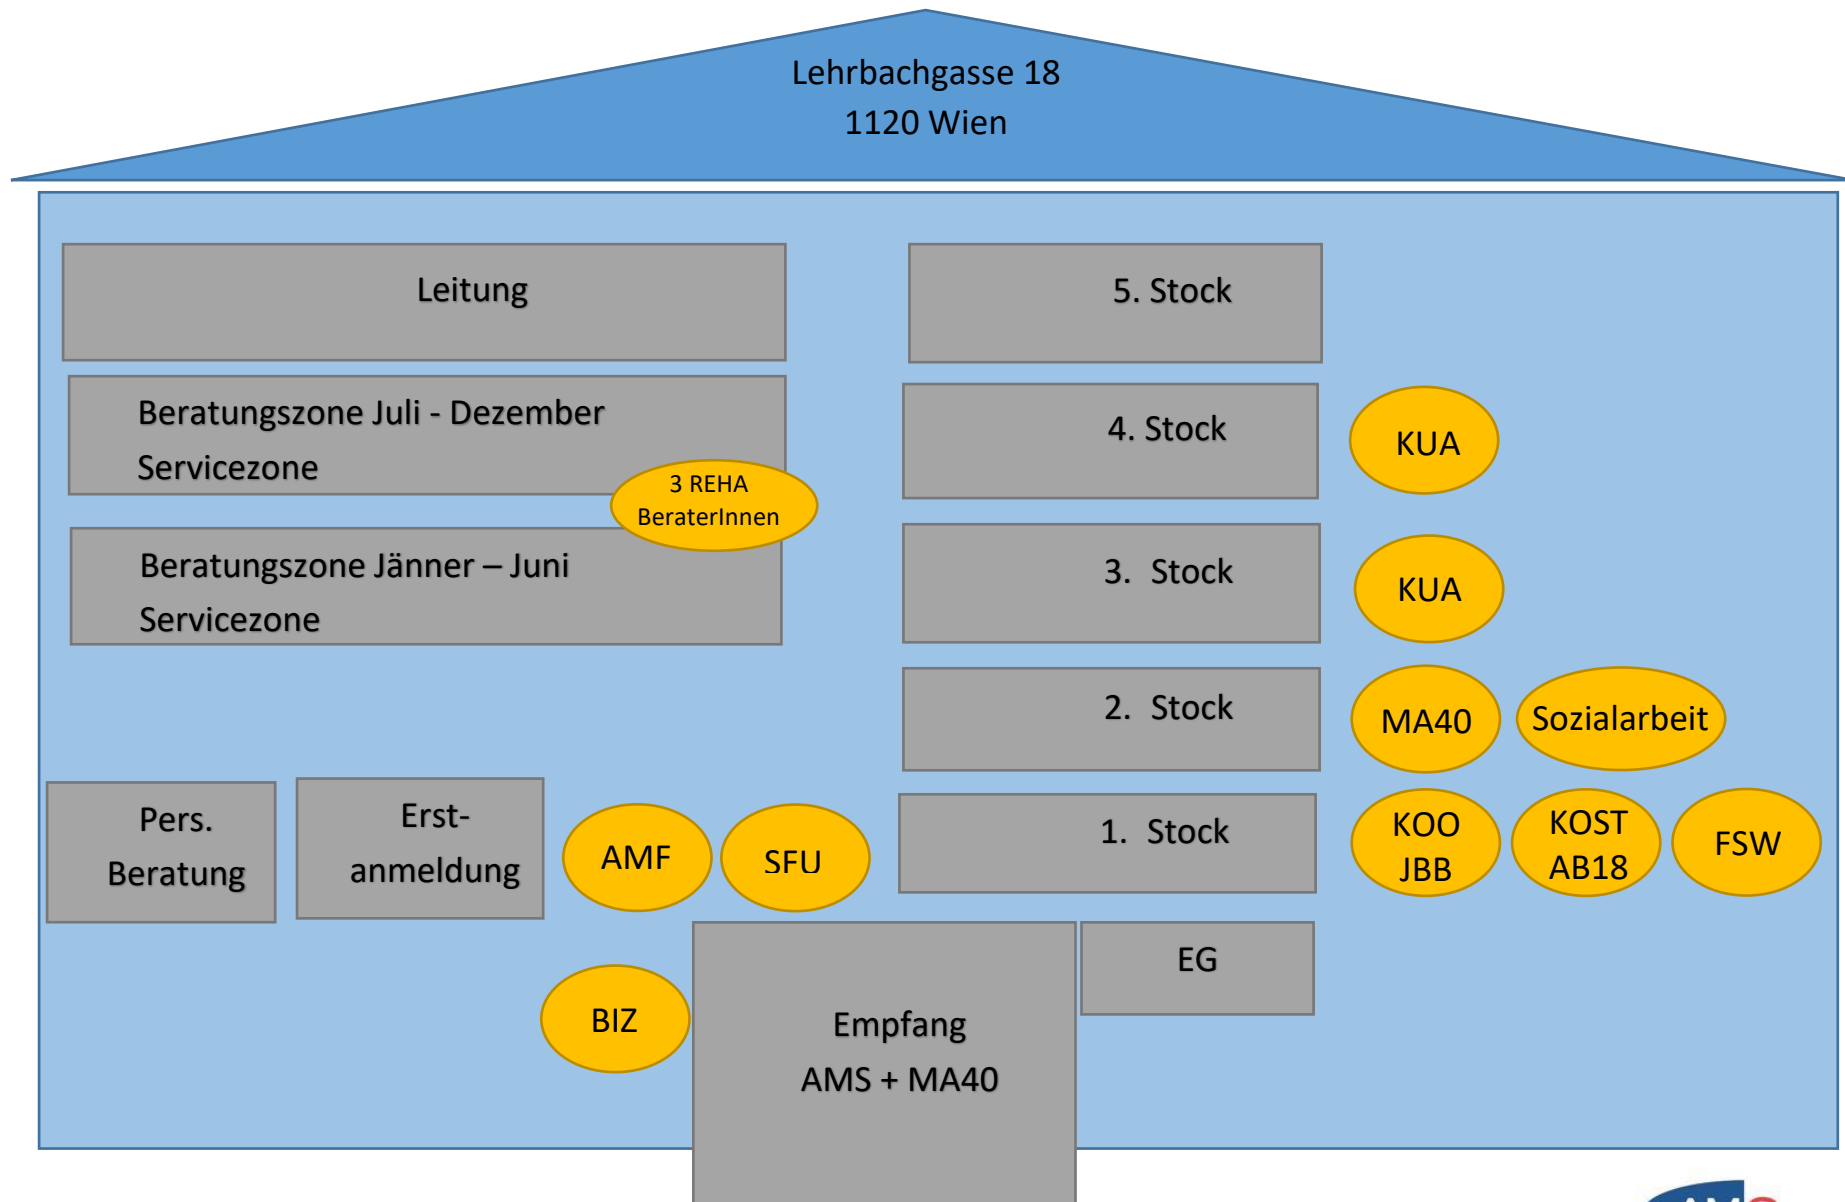 Lehrbachgasse 18
1120 Wien
Leitung
5. Stock
Beratungszone Juli - Dezember
Servicezone
4. Stock
KUA
3 REHA
BeraterInnen
Beratungszone Jänner – Juni
Servicezone
3. Stock
KUA
2. Stock
MA40
Sozialarbeit
Pers.
Beratung
Erst-
anmeldung
AMF
SFU
1. Stock
KOO
JBB
KOST
AB18
FSW
EG
BIZ
Empfang
AMS + MA40